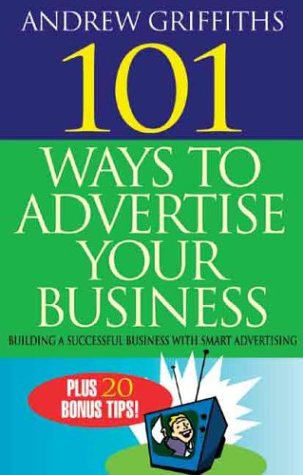 ANDREW GRIFFITHS
101
WAYS TO
ADVERTISE
YOUR
BUSINESS
BUILDING A SUCCESSFUL BUSINESS WITH SMART ADVERTISING
PLUS 20
BONUS TIPS!